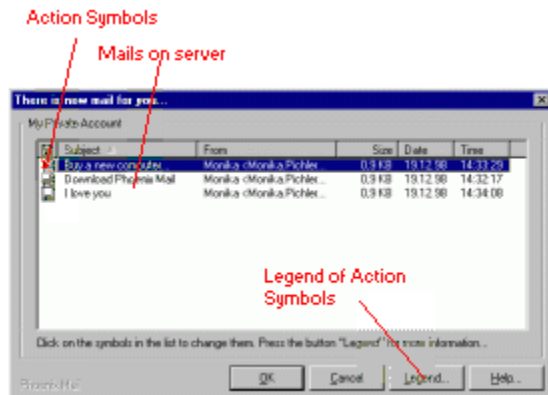 Action Symbols
Mails on server
There is new mail for you...
My Private Account
Subject From Size Date Time
Buy a new computer... Monika <Monika.Pichler... 0,9 KB 19.12.98 14:33:29
Download Phoenix Mail Monika <Monika.Pichler... 0,9 KB 19.12.98 14:32:17
I love you Monika <Monika.Pichler... 0,9 KB 19.12.98 14:34:08
Legend of Action
Symbols
Click on the symbols in the list to change them. Press the button "Legend" for more information...
Phoenix Mail
OK Cancel Legend... Help...